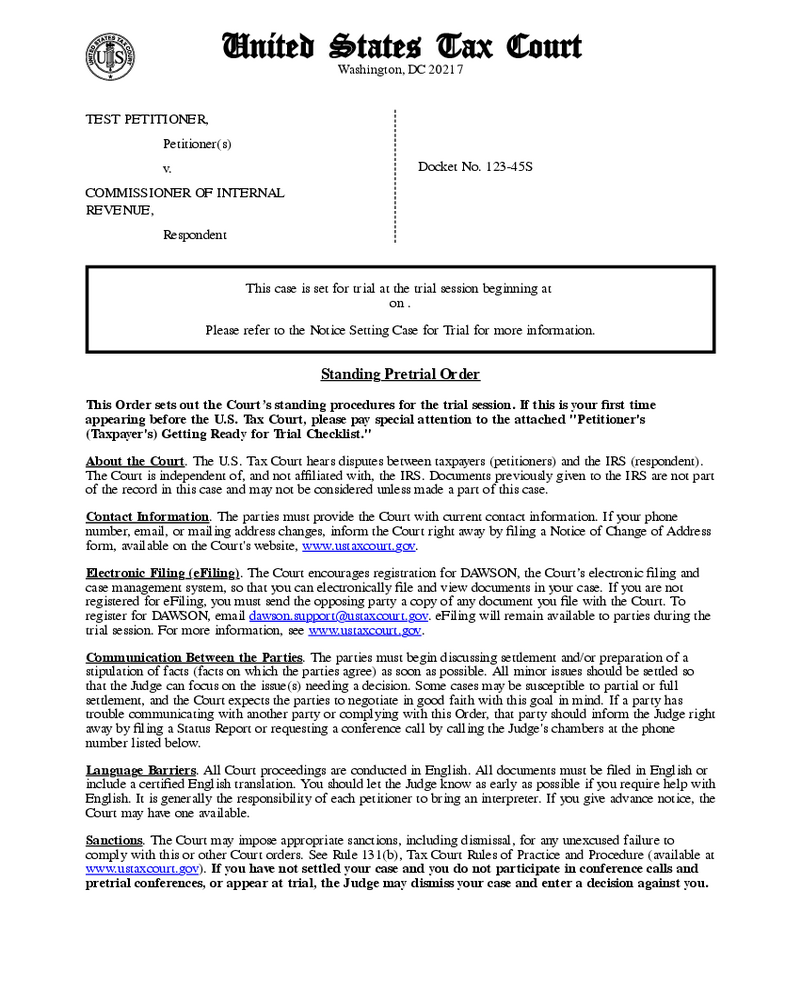 United States Tax Court
Washington, DC 20217
TEST PETITIONER,
Petitioner(s)
v.
COMMISSIONER OF INTERNAL
REVENUE,
Respondent
Docket No. 123-45S
This case is set for trial at the trial session beginning at
on .
Please refer to the Notice Setting Case for Trial for more information.
Standing Pretrial Order
This Order sets out the Court's standing procedures for the trial session. If this is your first time
appearing before the U.S. Tax Court, please pay special attention to the attached "Petitioner's
(Taxpayer's) Getting Ready for Trial Checklist."
About the Court. The U.S. Tax Court hears disputes between taxpayers (petitioners) and the IRS (respondent).
The Court is independent of, and not affiliated with, the IRS. Documents previously given to the IRS are not part
of the record in this case and may not be considered unless made a part of this case.
Contact Information. The parties must provide the Court with current contact information. If your phone
number, email, or mailing address changes, inform the Court right away by filing a Notice of Change of Address
form, available on the Court's website, www.ustaxcourt.gov.
Electronic Filing (eFiling). The Court encourages registration for DAWSON, the Court's electronic filing and
case management system, so that you can electronically file and view documents in your case. If you are not
registered for eFiling, you must send the opposing party a copy of any document you file with the Court. To
register for DAWSON, email dawson.support@ustaxcourt.gov. eFiling will remain available to parties during the
trial session. For more information, see www.ustaxcourt.gov.
Communication Between the Parties. The parties must begin discussing settlement and/or preparation of a
stipulation of facts (facts on which the parties agree) as soon as possible. All minor issues should be settled so
that the Judge can focus on the issue(s) needing a decision. Some cases may be susceptible to partial or full
settlement, and the Court expects the parties to negotiate in good faith with this goal in mind. If a party has
trouble communicating with another party or complying with this Order, that party should inform the Judge right
away by filing a Status Report or requesting a conference call by calling the Judge's chambers at the phone
number listed below.
Language Barriers. All Court proceedings are conducted in English. All documents must be filed in English or
include a certified English translation. You should let the Judge know as early as possible if you require help with
English. It is generally the responsibility of each petitioner to bring an interpreter. If you give advance notice, the
Court may have one available.
Sanctions. The Court may impose appropriate sanctions, including dismissal, for any unexcused failure to
comply with this or other Court orders. See Rule 131(b), Tax Court Rules of Practice and Procedure (available at
www.ustaxcourt.gov). If you have not settled your case and you do not participate in conference calls and
pretrial conferences, or appear at trial, the Judge may dismiss your case and enter a decision against you.